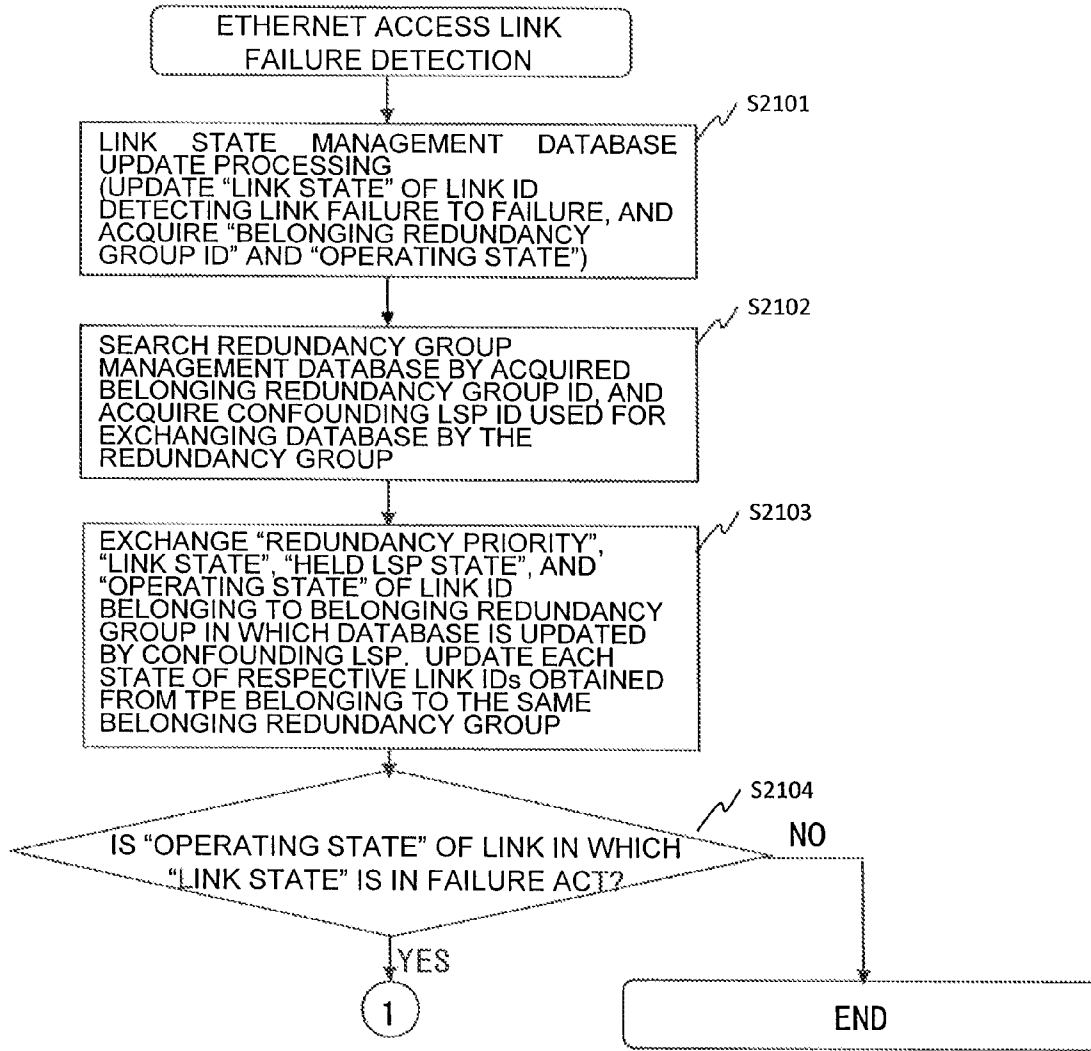 ETHERNET ACCESS LINK
FAILURE DETECTION
S2101
LINK STATE MANAGEMENT DATABASE
UPDATE PROCESSING
(UPDATE “LINK STATE” OF LINK ID
DETECTING LINK FAILURE TO FAILURE, AND
ACQUIRE “BELONGING REDUNDANCY
GROUP ID” AND “OPERATING STATE”)
S2102
SEARCH REDUNDANCY GROUP
MANAGEMENT DATABASE BY ACQUIRED
BELONGING REDUNDANCY GROUP ID, AND
ACQUIRE CONFOUNDING LSP ID USED FOR
EXCHANGING DATABASE BY THE
REDUNDANCY GROUP
S2103
EXCHANGE “REDUNDANCY PRIORITY”,
“LINK STATE”, “HELD LSP STATE”, AND
“OPERATING STATE” OF LINK ID
BELONGING TO BELONGING REDUNDANCY
GROUP IN WHICH DATABASE IS UPDATED
BY CONFOUNDING LSP. UPDATE EACH
STATE OF RESPECTIVE LINK IDs OBTAINED
FROM TPE BELONGING TO THE SAME
BELONGING REDUNDANCY GROUP
S2104
IS “OPERATING STATE” OF LINK IN WHICH
“LINK STATE” IS IN FAILURE ACT?
NO
YES
1
END